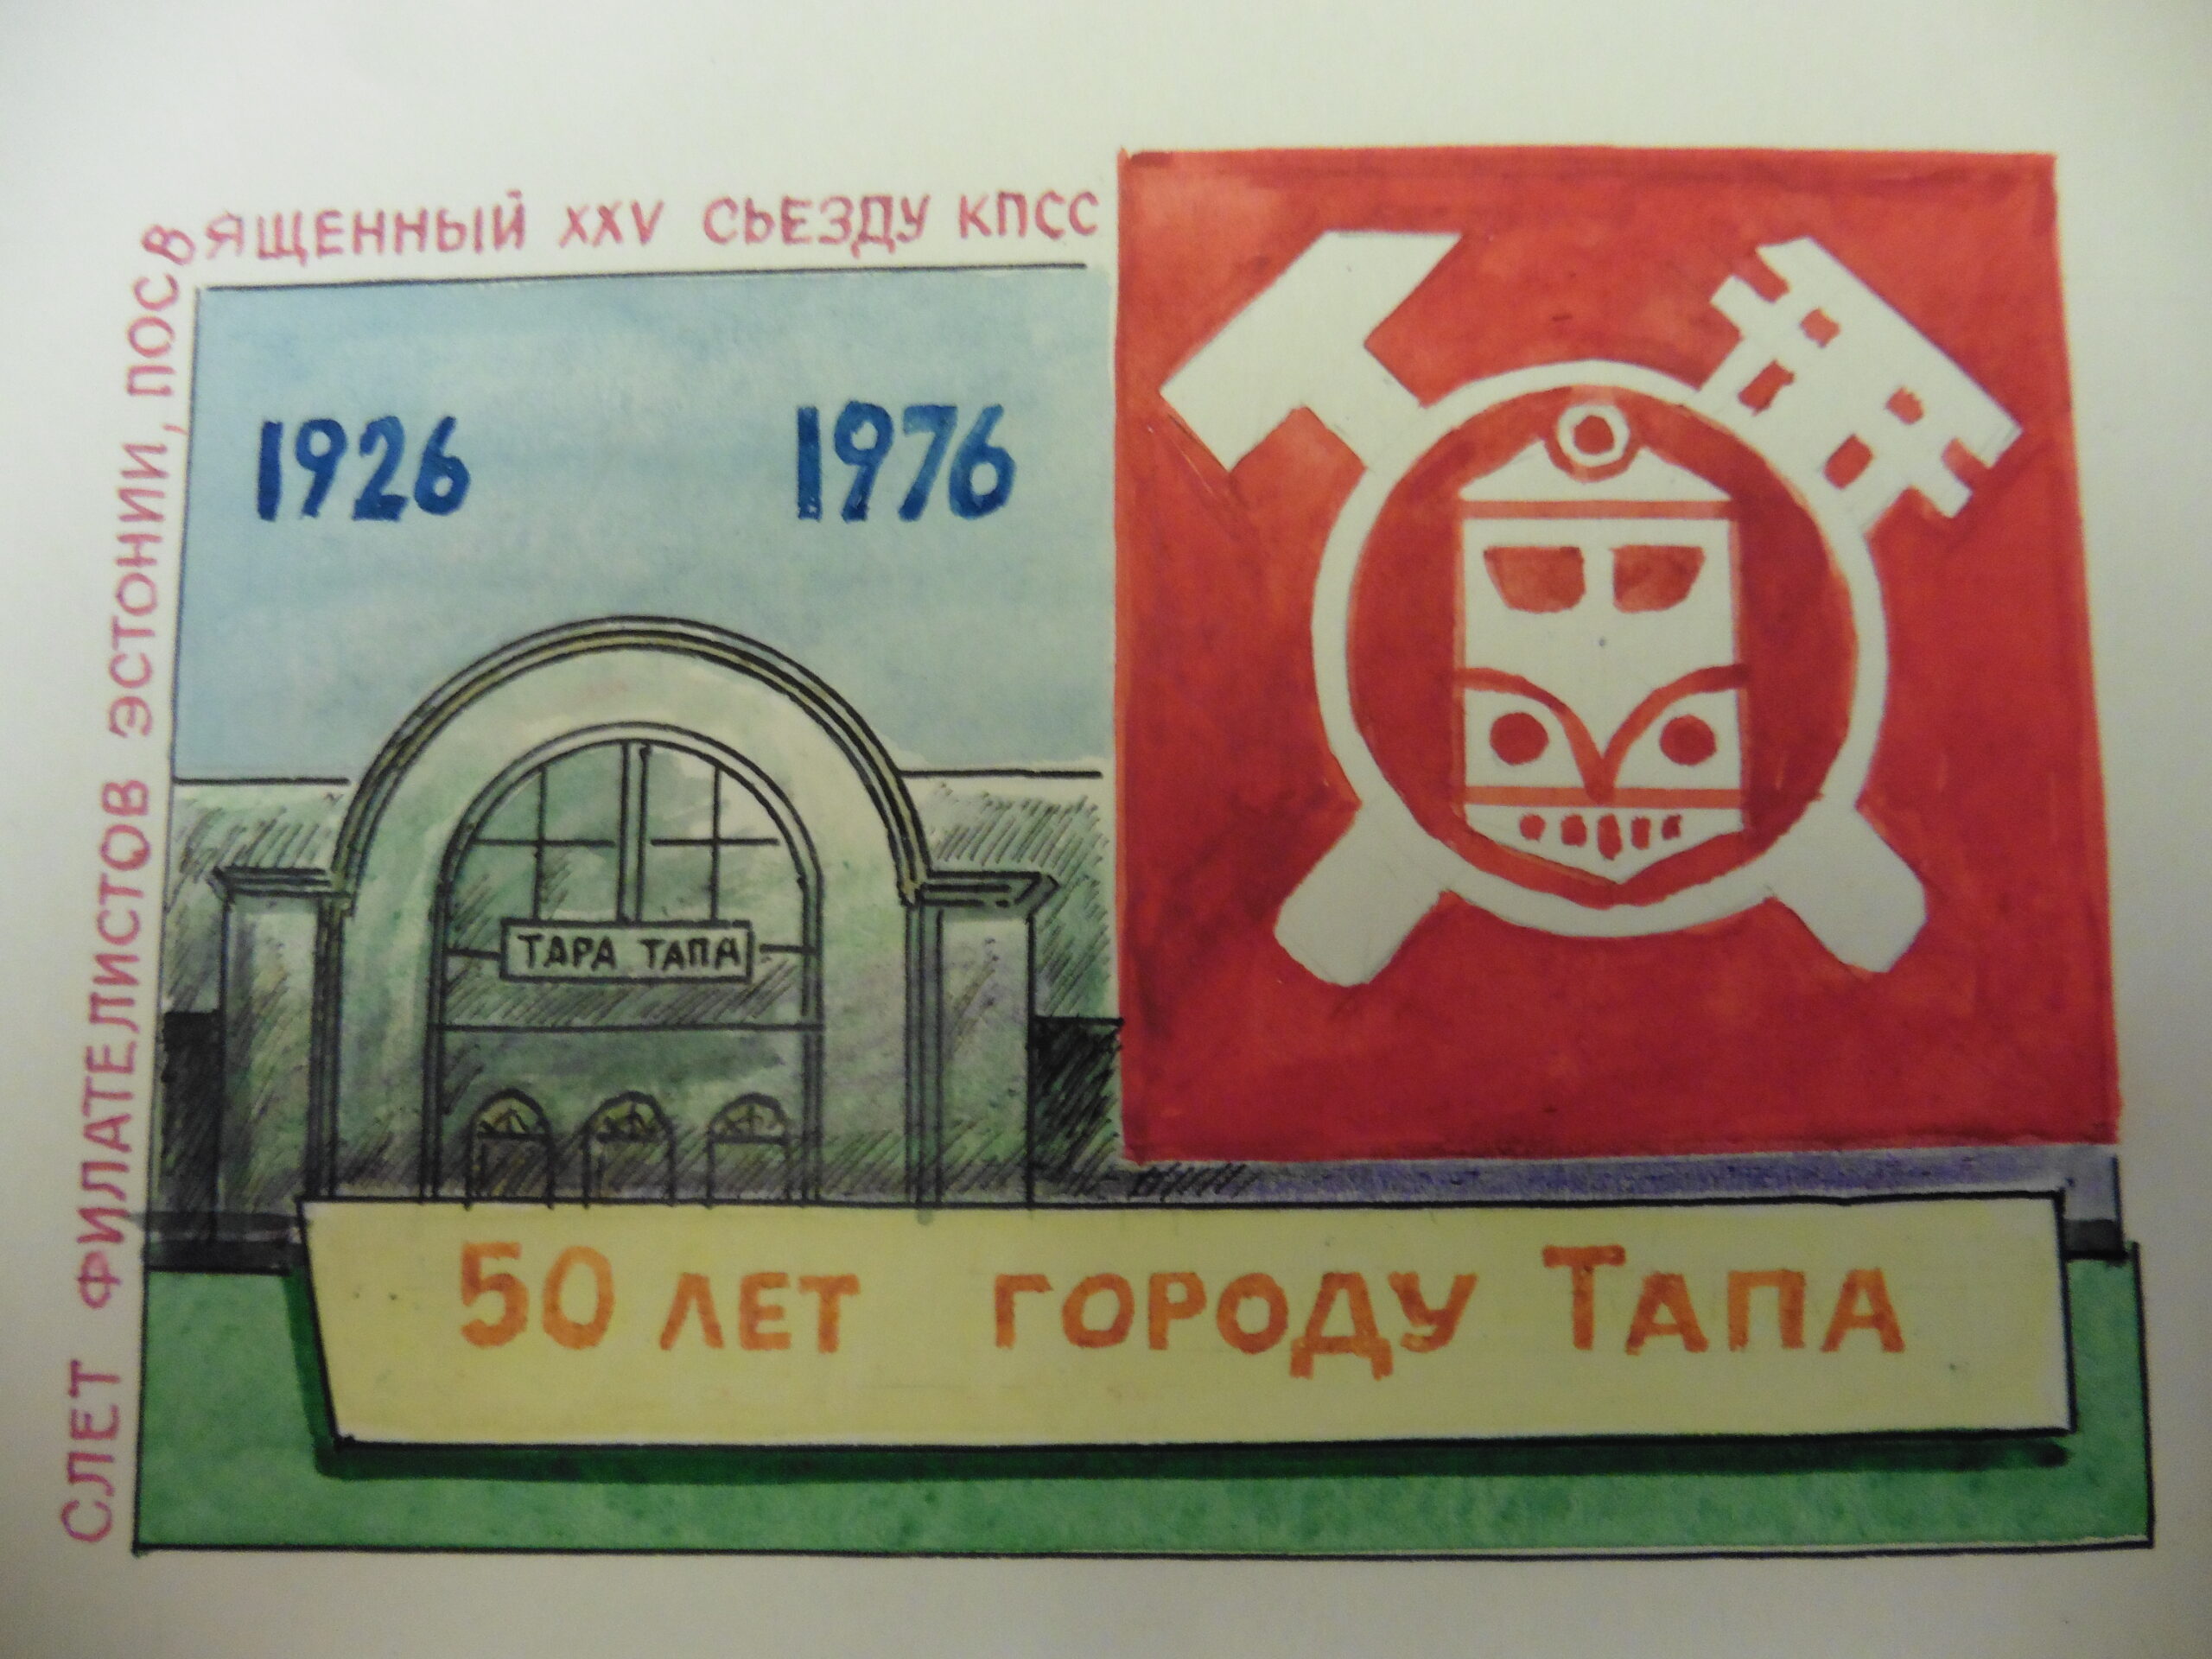 СЛЕТ ФИЛАТЕЛИСТОВ ЭСТОНИИ, ПОСВЯЩЕННЫЙ XXV СЬЕЗДУ КПСС
1926 1976
TAPA ТАПА
50 ЛЕТ ГОРОДУ ТАПА